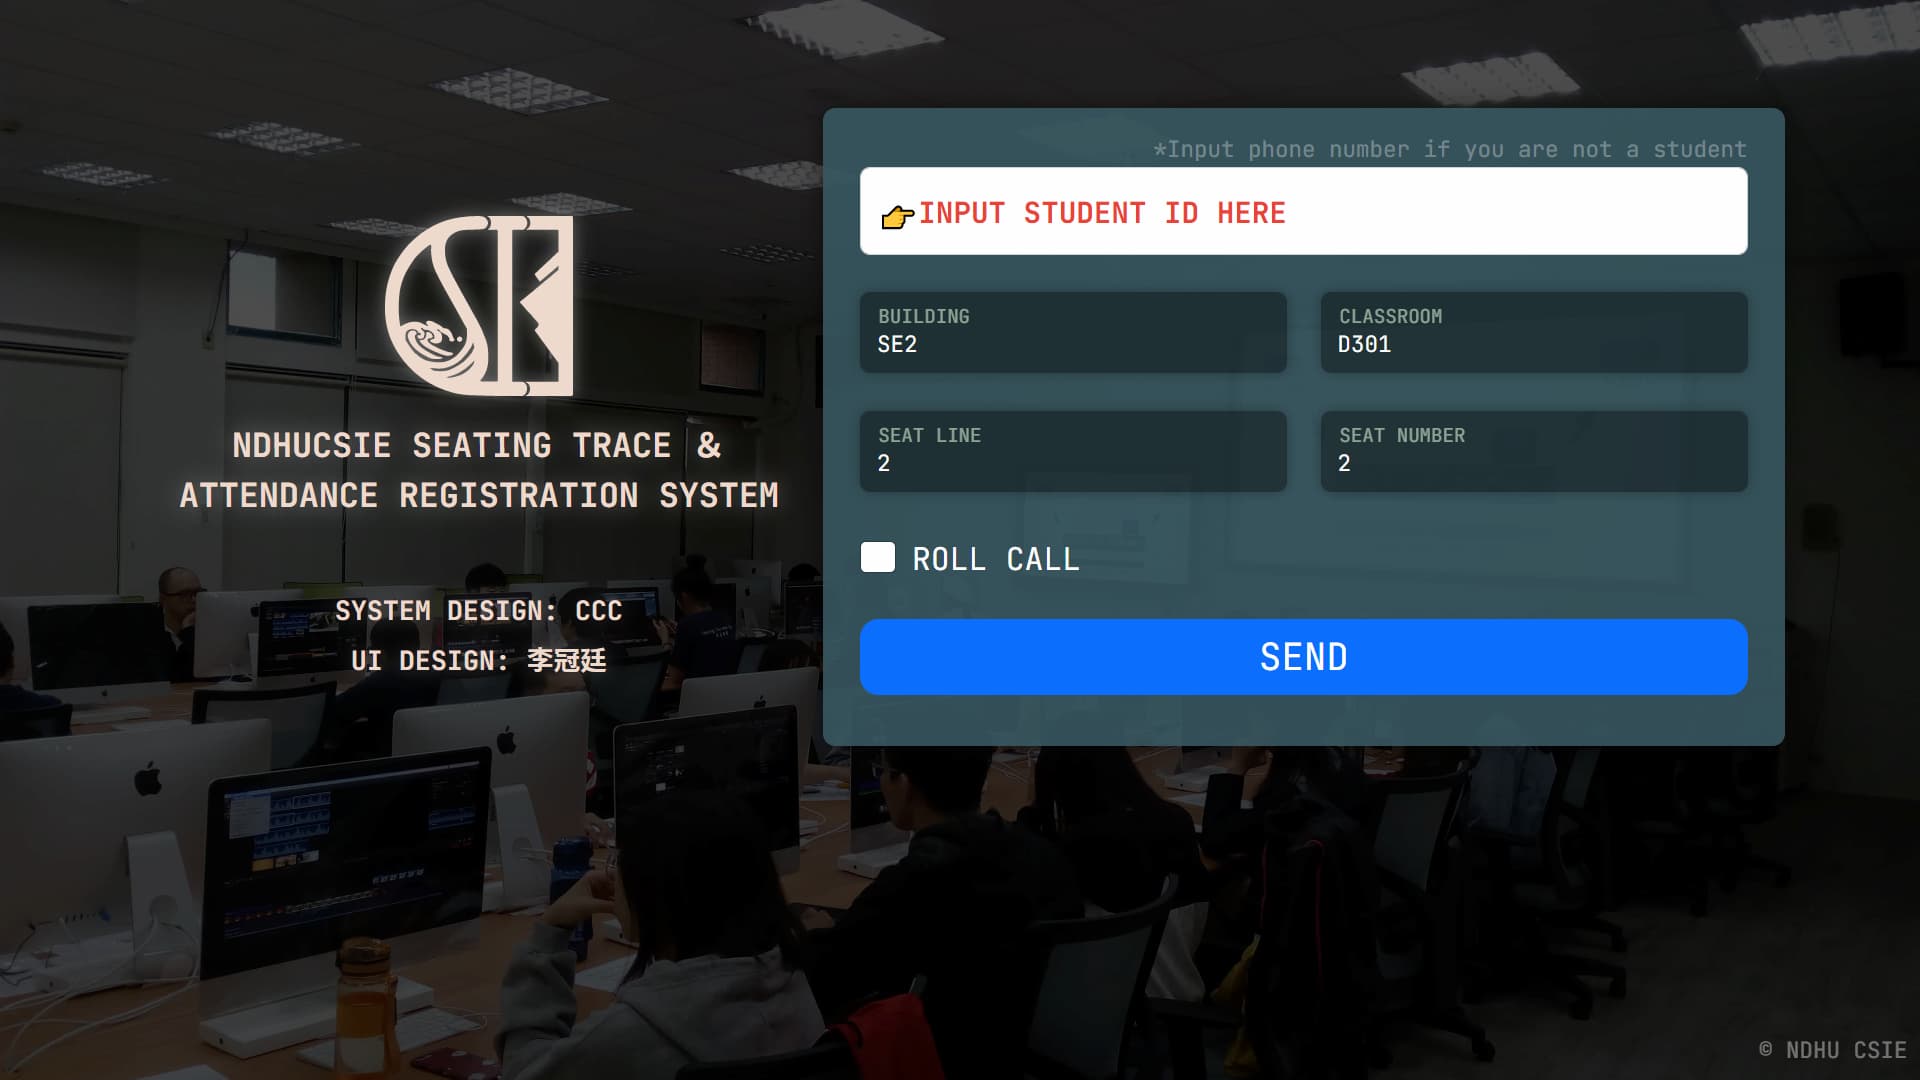 NDHUCSIE SEATING TRACE &
ATTENDANCE REGISTRATION SYSTEM
SYSTEM DESIGN: CCC
UI DESIGN: 李冠廷
*Input phone number if you are not a student
👉INPUT STUDENT ID HERE
BUILDING
SE2
CLASSROOM
D301
SEAT LINE
2
SEAT NUMBER
2
ROLL CALL
SEND
© NDHU CSIE